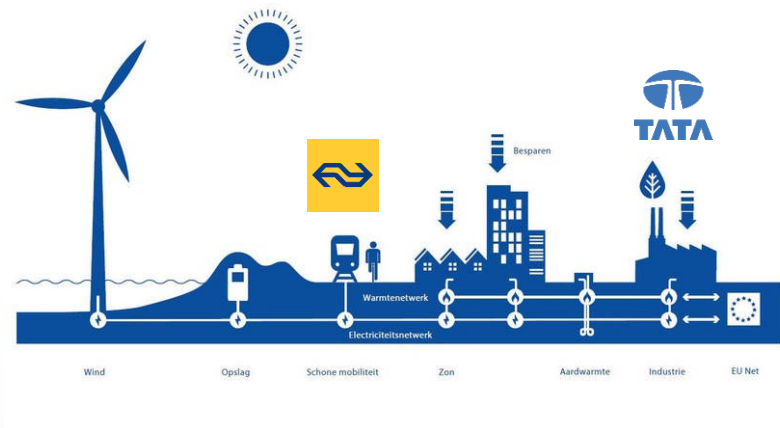 TATA
Besparen
Warmtenetwerk
Electriciteitsnetwerk
Wind
Opslag
Schone mobiliteit
Zon
Aardwarmte
Industrie
EU Net